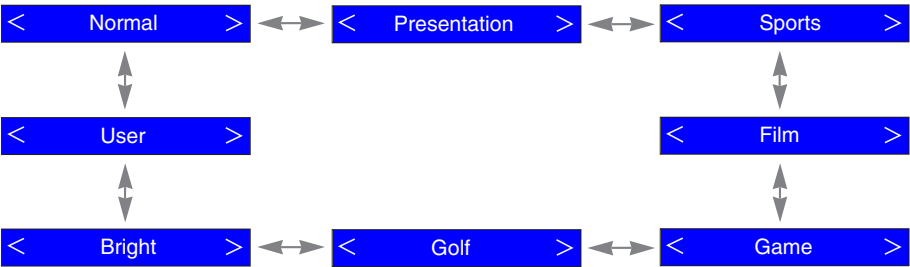 < Normal >
< Presentation >
< Sports >
< User >
< Film >
< Bright >
< Golf >
< Game >